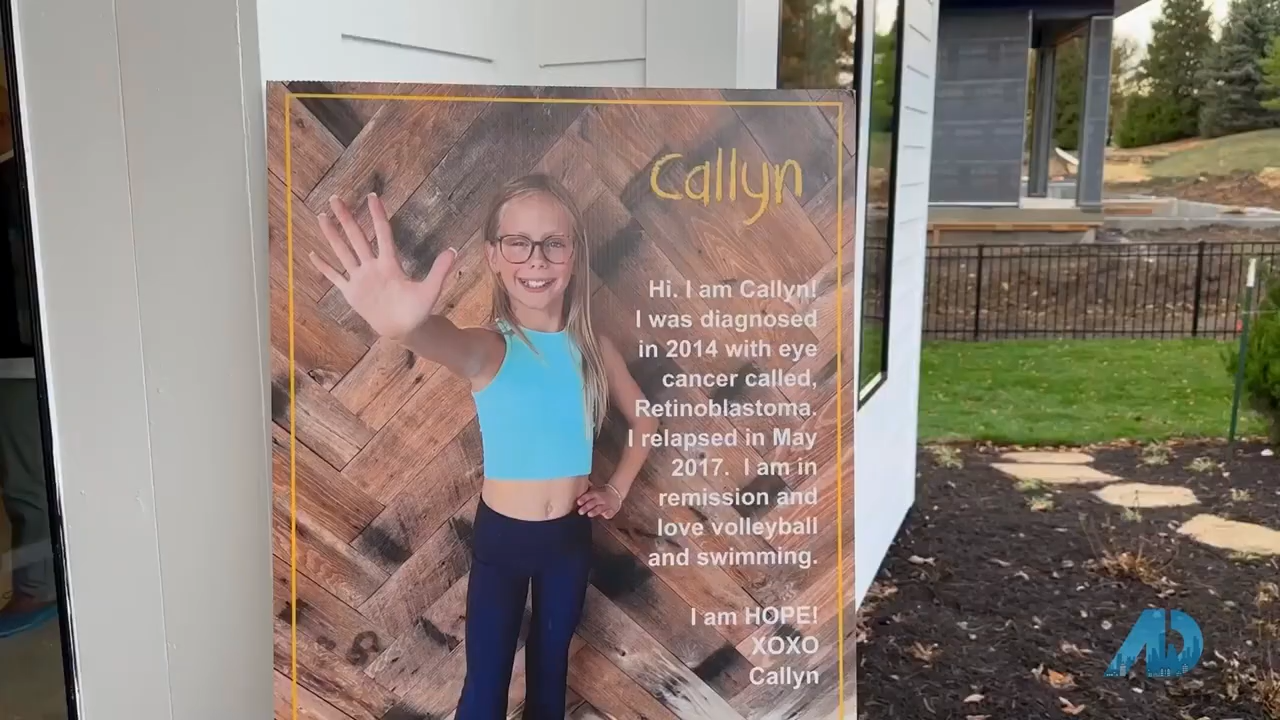 Callyn
Hi. I am Callyn!
I was diagnosed
in 2014 with eye
cancer called,
Retinoblastoma.
I relapsed in May
2017. I am in
remission and
love volleyball
and swimming.
I am HOPE!
XOXO
Callyn
AD